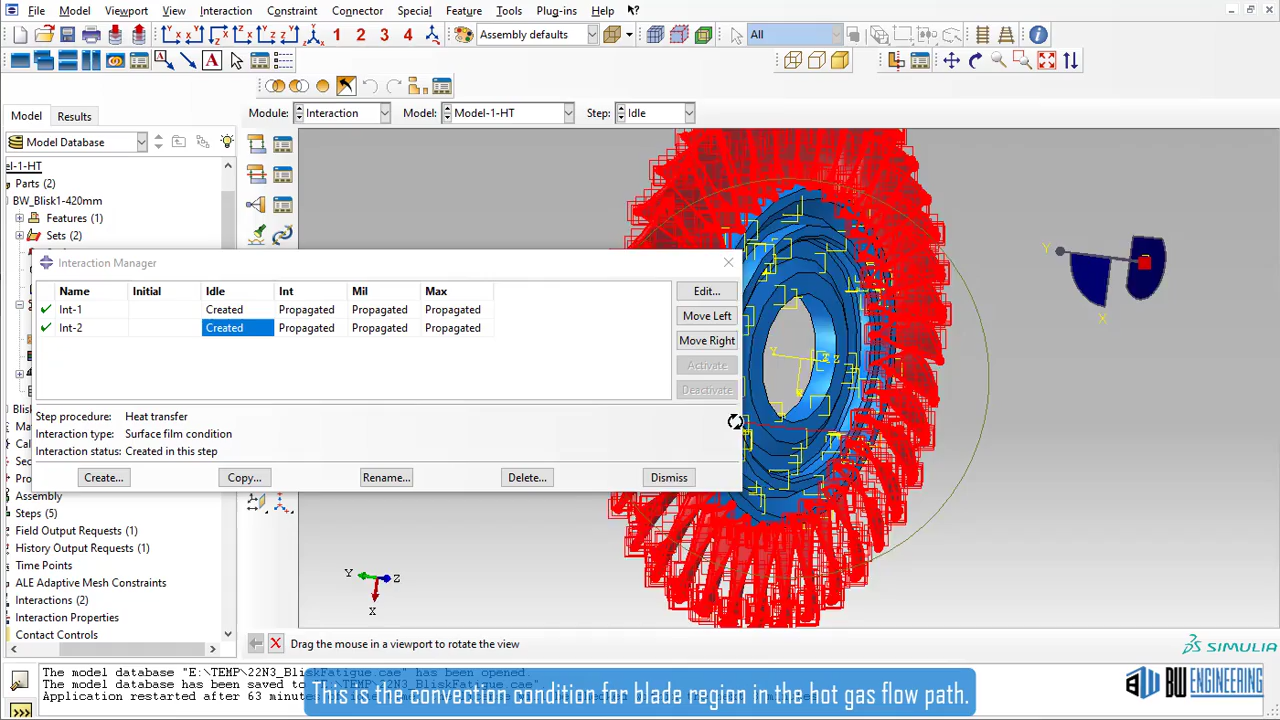 File Model Viewport View Interaction Constraint Connector Special Feature Tools Plug-ins Help
1 2 3 4 Assembly defaults All
A
Module: Interaction Model: Model-1-HT Step: Idle
Model Results
Model Database
el-1-HT
Parts (2)
BW_Blisk1-420mm
Features (1)
Sets (2)
Interaction Manager
Name Initial Idle Int Mil Max
Int-1 Created Propagated Propagated Propagated
Int-2 Created Propagated Propagated Propagated
Edit...
Move Left
Move Right
Activate
Deactivate
Step procedure: Heat transfer
Interaction type: Surface film condition
Interaction status: Created in this step
Create... Copy... Rename... Delete... Dismiss
Assembly
Steps (5)
Field Output Requests (1)
History Output Requests (1)
Time Points
ALE Adaptive Mesh Constraints
Interactions (2)
Interaction Properties
Contact Controls
Y
X
Y Z
X
Y Z
Drag the mouse in a viewport to rotate the view
SIMULIA
The model database "E:\TEMP\22N3_BliskFatigue.cae" has been opened.
The model database has been saved to
Application restarted after 63 minutes
This is the convection condition for blade region in the hot gas flow path.
BW ENGINEERING
>>>